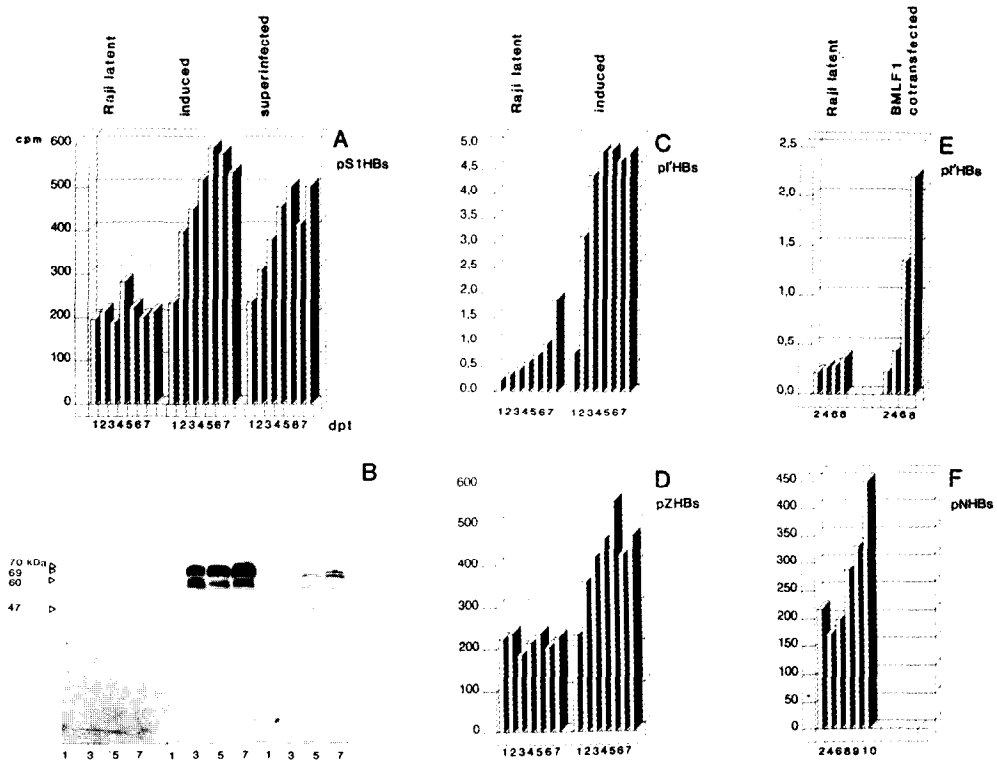 Raji latent
induced
superinfected
cpm
600
500
400
300
200
100
0
1234567
1234567
1234567
dpt
A
pS1HBs
B
70 kDa
69
60
47
1 3 5 7
1 3 5 7
1 3 5 7
Raji latent
induced
C
pI'HBs
5,0
4,5
4,0
3,5
3,0
2,5
2,0
1,5
1,0
0,5
0,0
1234567
1234567
D
pZHBs
600
500
400
300
200
100
0
1234567
1234567
Raji latent
BMLF1
cotransfected
E
pI'HBs
2,5
2,0
1,5
1,0
0,5
0,0
2468
2468
F
pNHBs
450
400
350
300
250
200
150
100
50
0
2468910